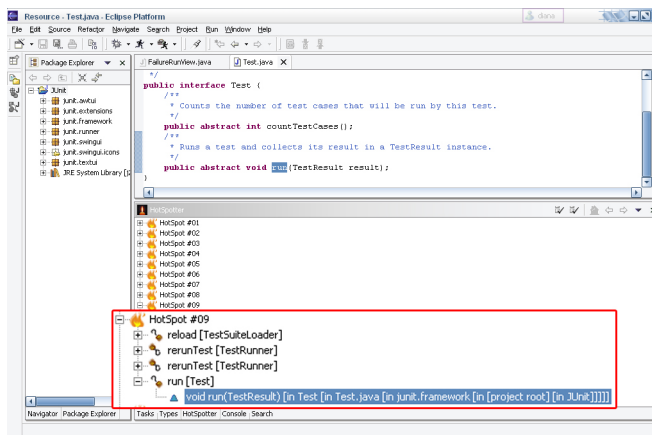 Resource - Test.java - Eclipse Platform
diana
File Edit Source Refactor Navigate Search Project Run Window Help
Package Explorer
FailureRunView.java Test.java
JUnit
junit.awtui
junit.extensions
junit.framework
junit.runner
junit.swingui
junit.swingui.icons
junit.textui
JRE System Library
*/
public interface Test {
/**
* Counts the number of test cases that will be run by this test.
*/
public abstract int countTestCases();
/**
* Runs a test and collects its result in a TestResult instance.
*/
public abstract void run(TestResult result);
}
HotSpotter
HotSpot #01
HotSpot #02
HotSpot #03
HotSpot #04
HotSpot #05
HotSpot #06
HotSpot #07
HotSpot #08
HotSpot #09
HotSpot #09
reload [TestSuiteLoader]
rerunTest [TestRunner]
rerunTest [TestRunner]
run [Test]
void run(TestResult) [in Test [in Test.java [in junit.framework [in [project root] [in JUnit]]]]]
Navigator Package Explorer
Tasks Types HotSpotter Console Search